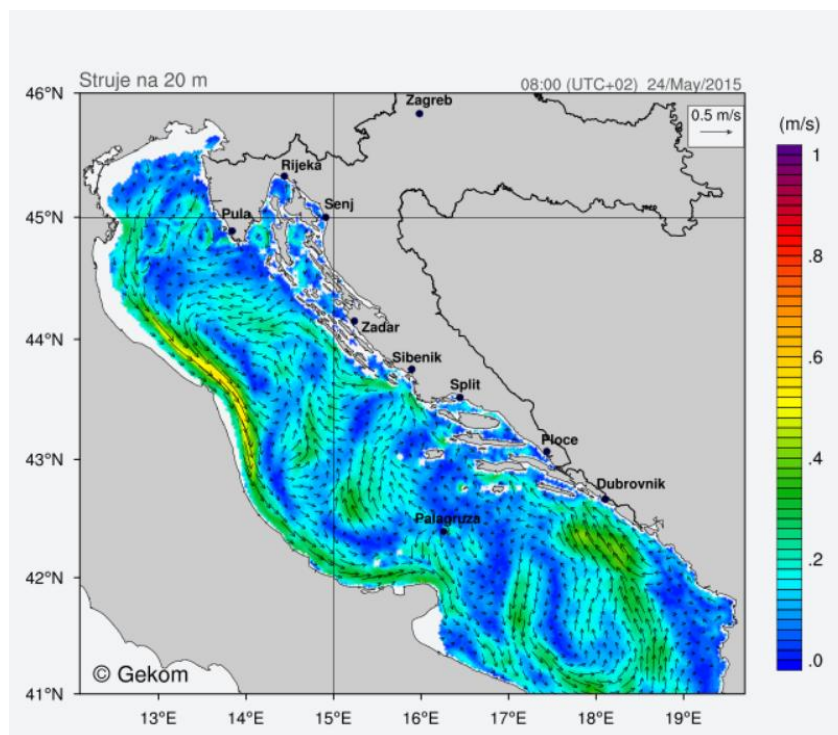 Struje na 20 m
08:00 (UTC+02) 24/May/2015
46°N
45°N
44°N
43°N
42°N
41°N
Zagreb
Rijeka
Senj
Pula
Zadar
Sibenik
Split
Ploce
Dubrovnik
Palagruza
0.5 m/s
(m/s)
1
.8
.6
.4
.2
.0
© Gekom
13°E 14°E 15°E 16°E 17°E 18°E 19°E